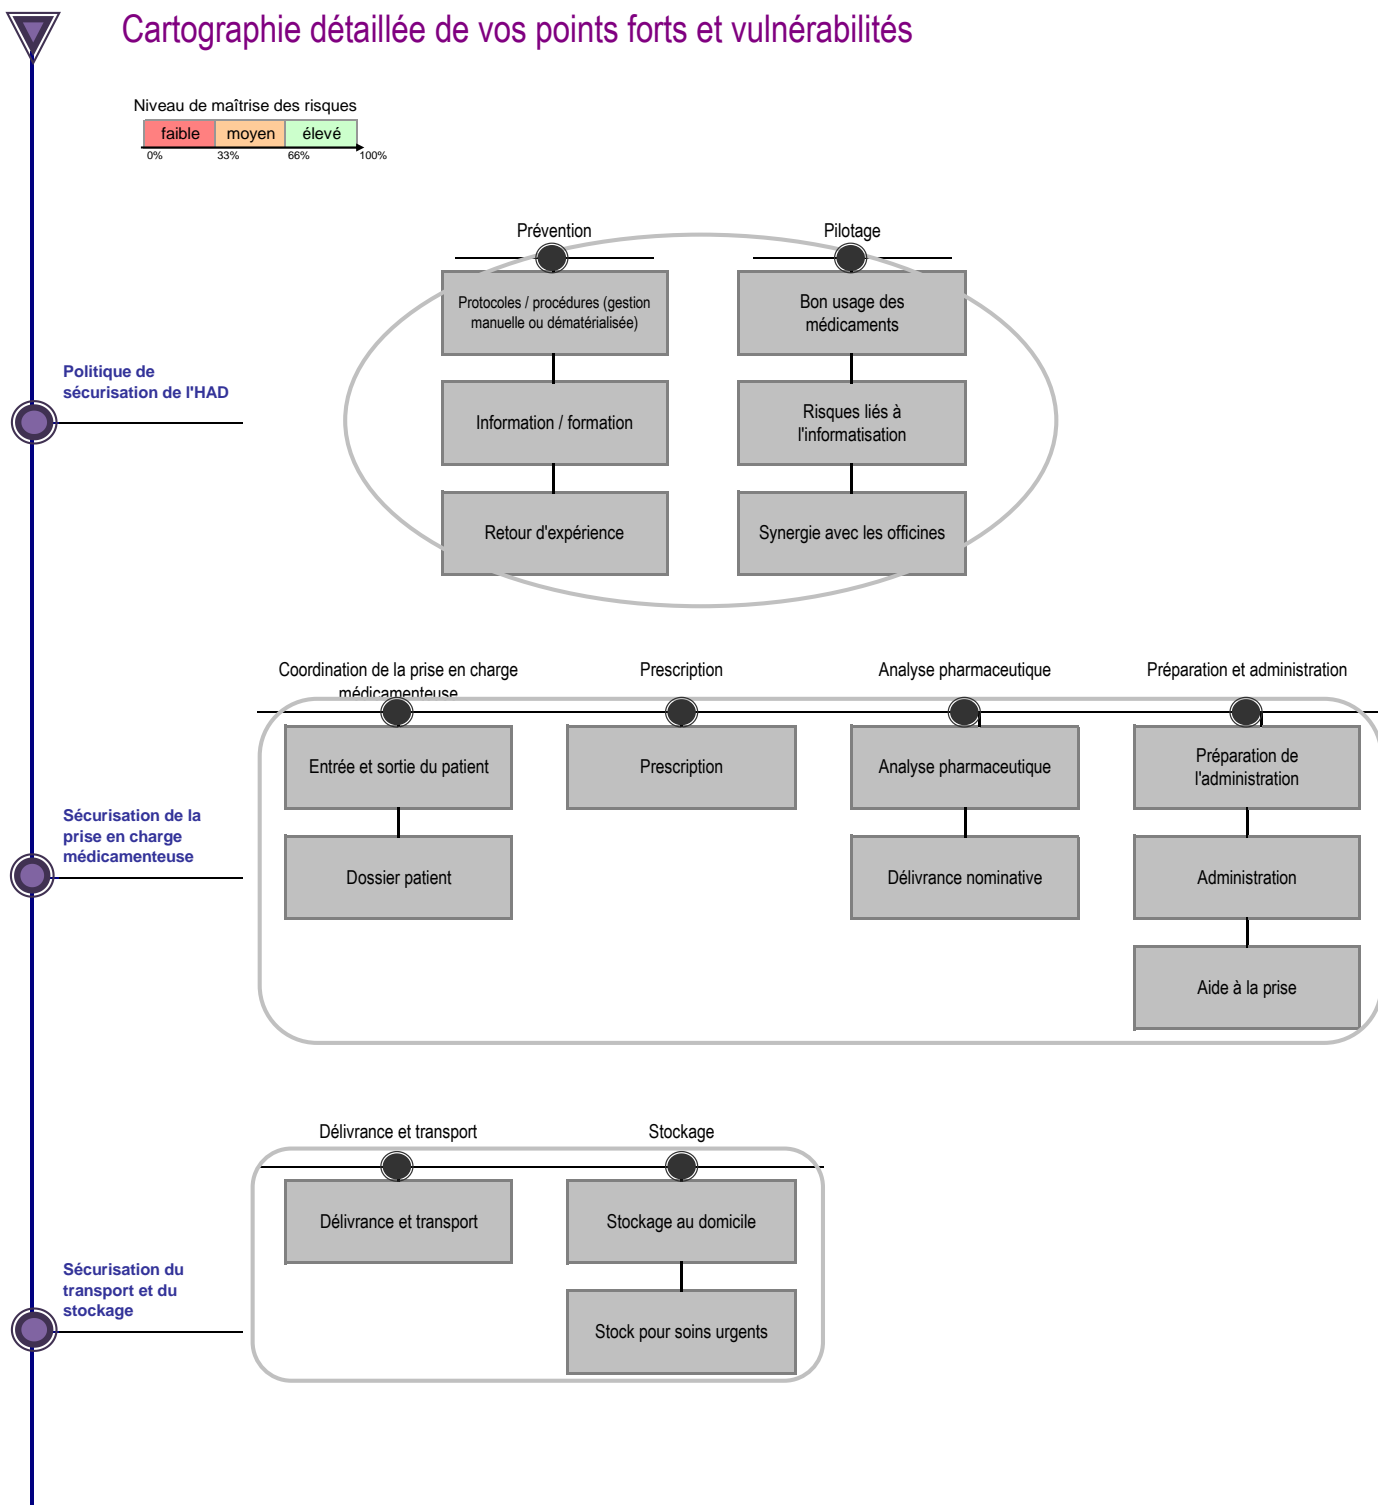 Cartographie détaillée de vos points forts et vulnérabilités
Niveau de maîtrise des risques
faible moyen élevé
0% 33% 66% 100%
Prévention Pilotage
Protocoles / procédures (gestion
manuelle ou dématérialisée)
Bon usage des
médicaments
Politique de
sécurisation de l'HAD
Information / formation
Risques liés à
l'informatisation
Retour d'expérience
Synergie avec les officines
Coordination de la prise en charge
médicamenteuse
Prescription
Analyse pharmaceutique
Préparation et administration
Entrée et sortie du patient
Prescription
Analyse pharmaceutique
Préparation de
l'administration
Sécurisation de la
prise en charge
médicamenteuse
Dossier patient
Délivrance nominative
Administration
Aide à la prise
Délivrance et transport
Stockage
Délivrance et transport
Stockage au domicile
Sécurisation du
transport et du
stockage
Stock pour soins urgents